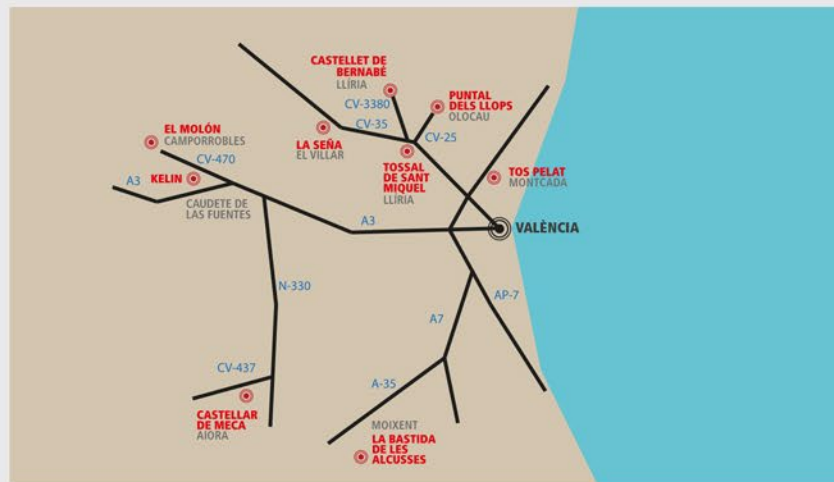 CASTELLET DE
BERNABÉ
LLÍRIA
CV-3380
PUNTAL
DELS LLOPS
OLOCAU
CV-35
CV-25
EL MOLÓN
CAMPORROBLES
LA SEÑA
EL VILLAR
CV-470
TOSSAL
DE SANT
MIQUEL
LLÍRIA
TOS PELAT
MONTCADA
A3
KELIN
CAUDETE DE
LAS FUENTES
A3
VALÈNCIA
N-330
AP-7
A7
CV-437
A-35
CASTELLAR
DE MECA
AIORA
MOIXENT
LA BASTIDA
DE LES
ALCUSSES